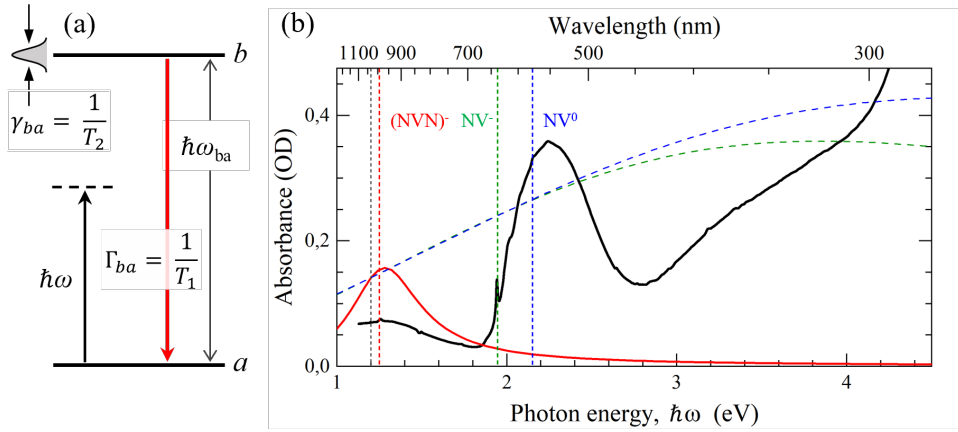 (a)
b
γba = 1/T2
ħωba
ħω
Γba = 1/T1
a
(b)
Wavelength (nm)
1100 900 700 500 300
0,4
0,2
0,0
Absorbance (OD)
(NVN)- NV- NV0
1 2 3 4
Photon energy, ħω (eV)